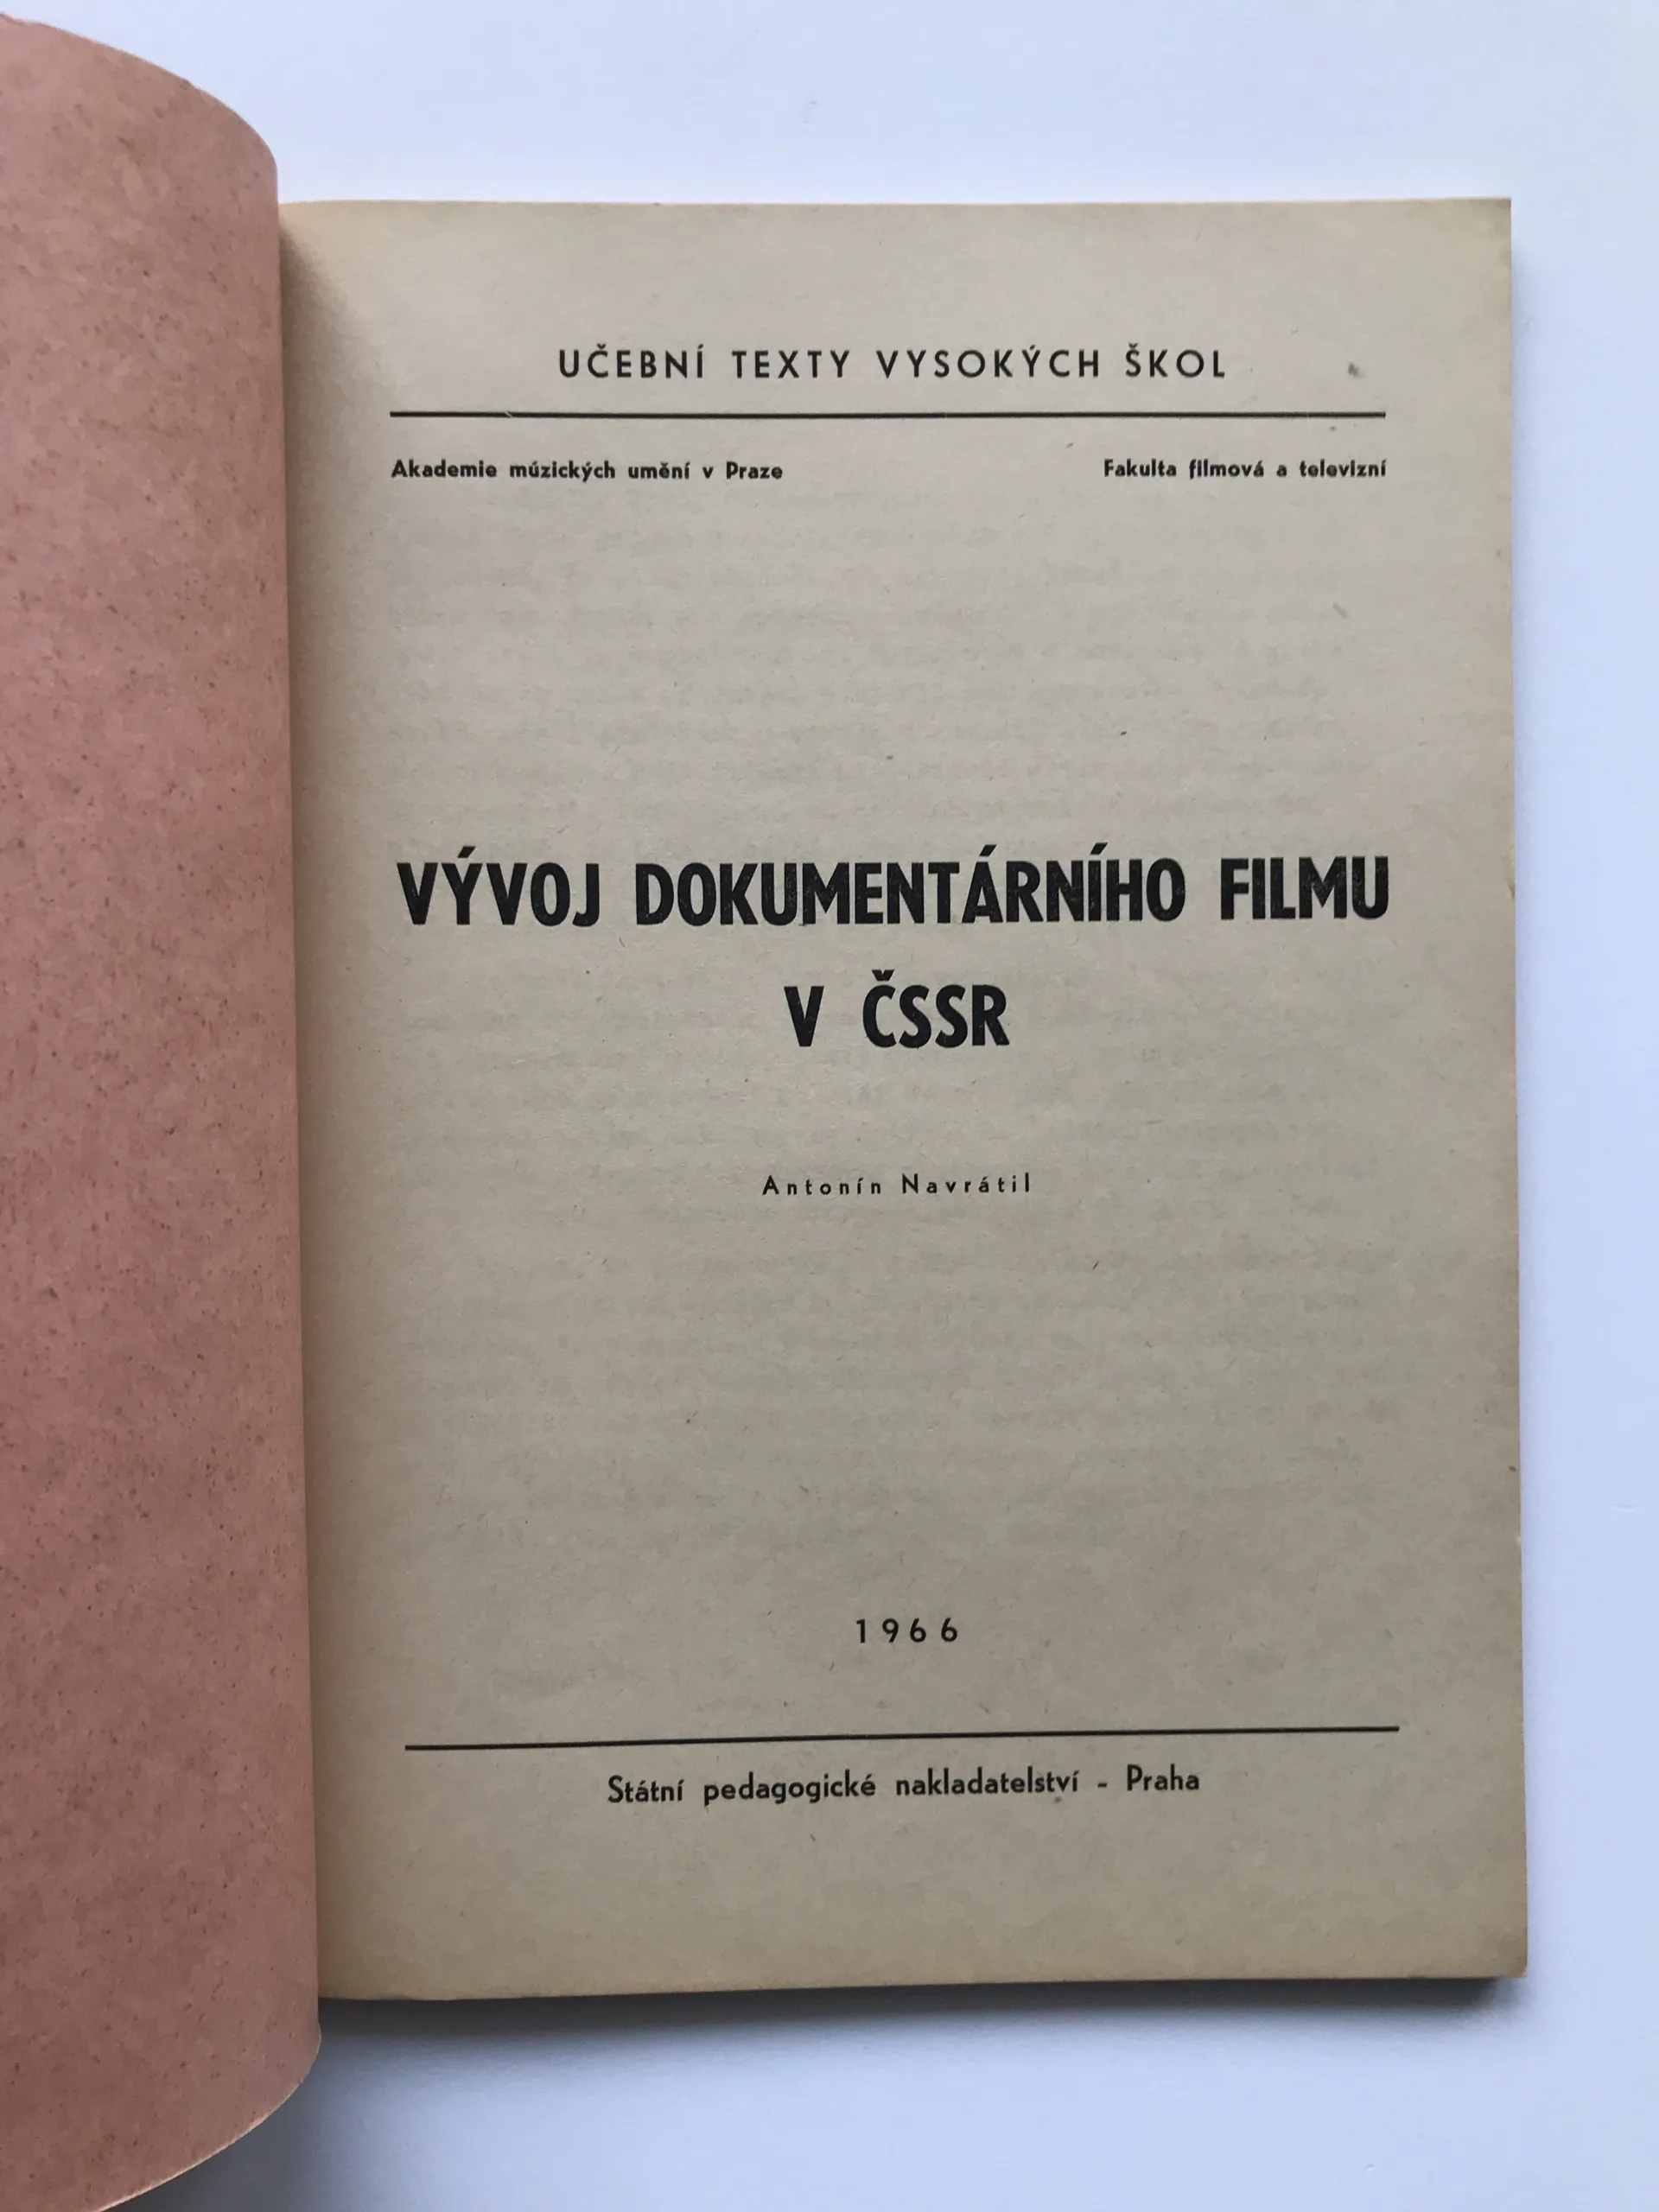 UČEBNÍ TEXTY VYSOKÝCH ŠKOL
Akademie múzických umění v Praze
Fakulta filmová a televizní
VÝVOJ DOKUMENTÁRNÍHO FILMU
V ČSSR
Antonín Navrátil
1966
Státní pedagogické nakladatelství - Praha